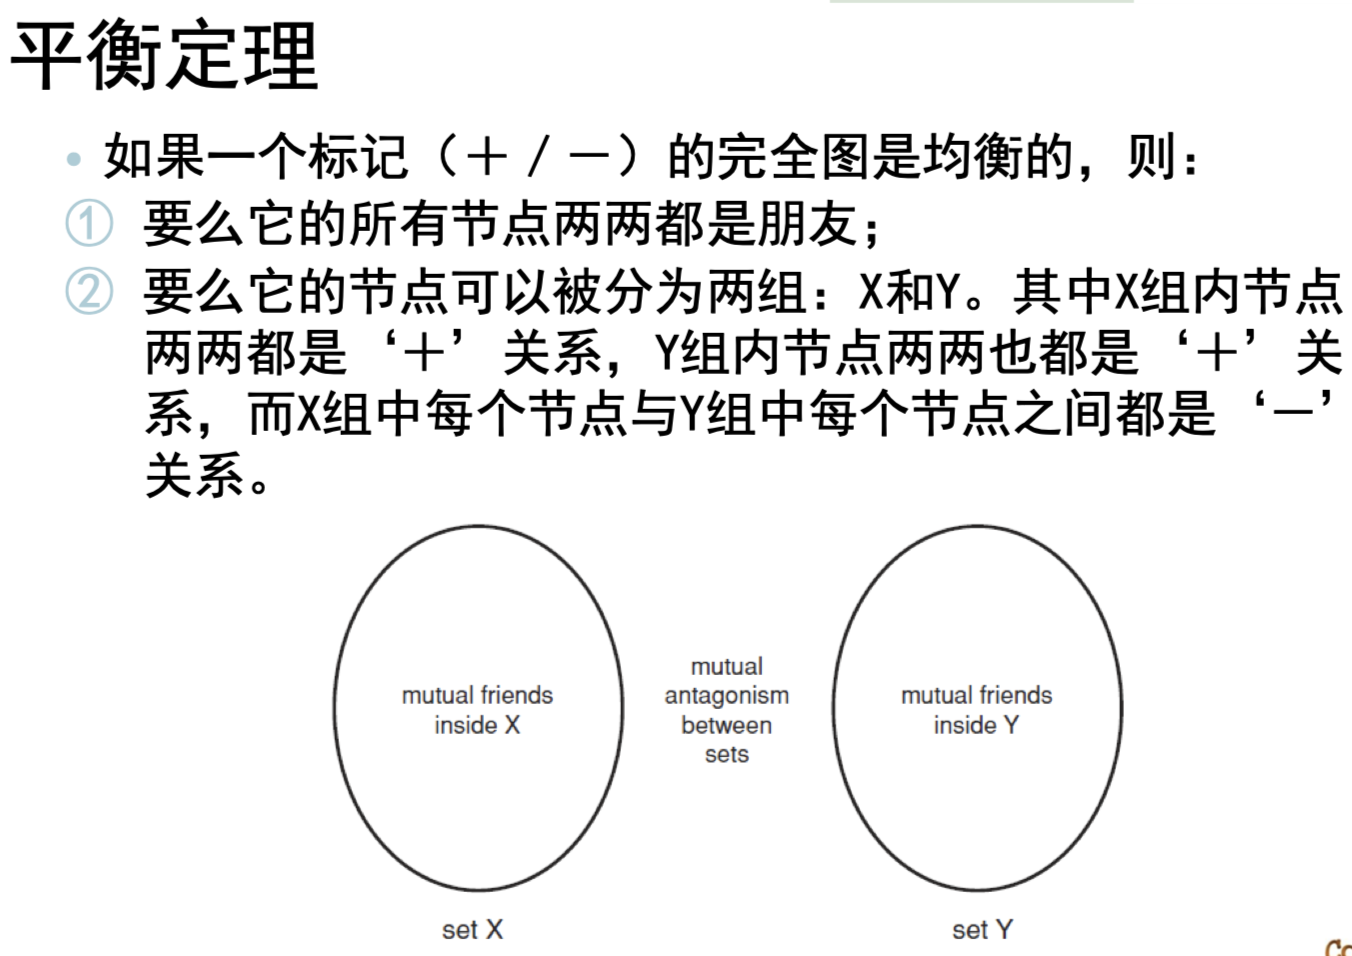 平衡定理
• 如果一个标记（＋／－）的完全图是均衡的，则：
① 要么它的所有节点两两都是朋友；
② 要么它的节点可以被分为两组：X和Y。其中X组内节点
两两都是‘＋’关系，Y组内节点两两也都是‘＋’关
系，而X组中每个节点与Y组中每个节点之间都是‘－’
关系。
mutual friends
inside X
mutual
antagonism
between
sets
mutual friends
inside Y
set X
set Y